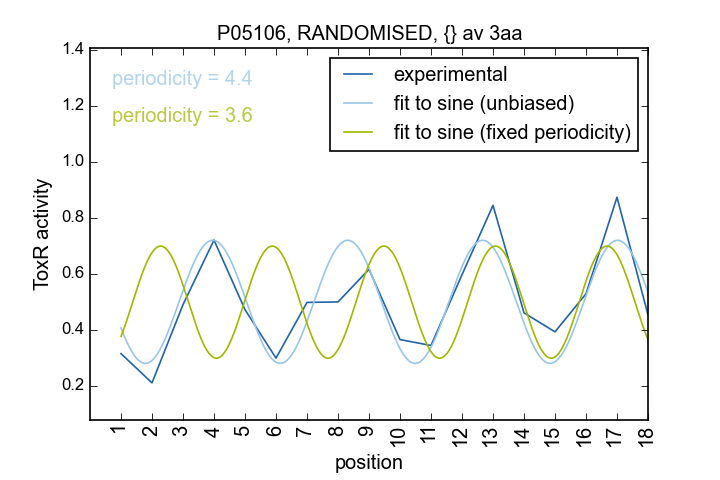 P05106, RANDOMISED, {} av 3aa
periodicity = 4.4
periodicity = 3.6
experimental
fit to sine (unbiased)
fit to sine (fixed periodicity)
ToxR activity
1.4
1.2
1.0
0.8
0.6
0.4
0.2
1 2 3 4 5 6 7 8 9 10 11 12 13 14 15 16 17 18
position